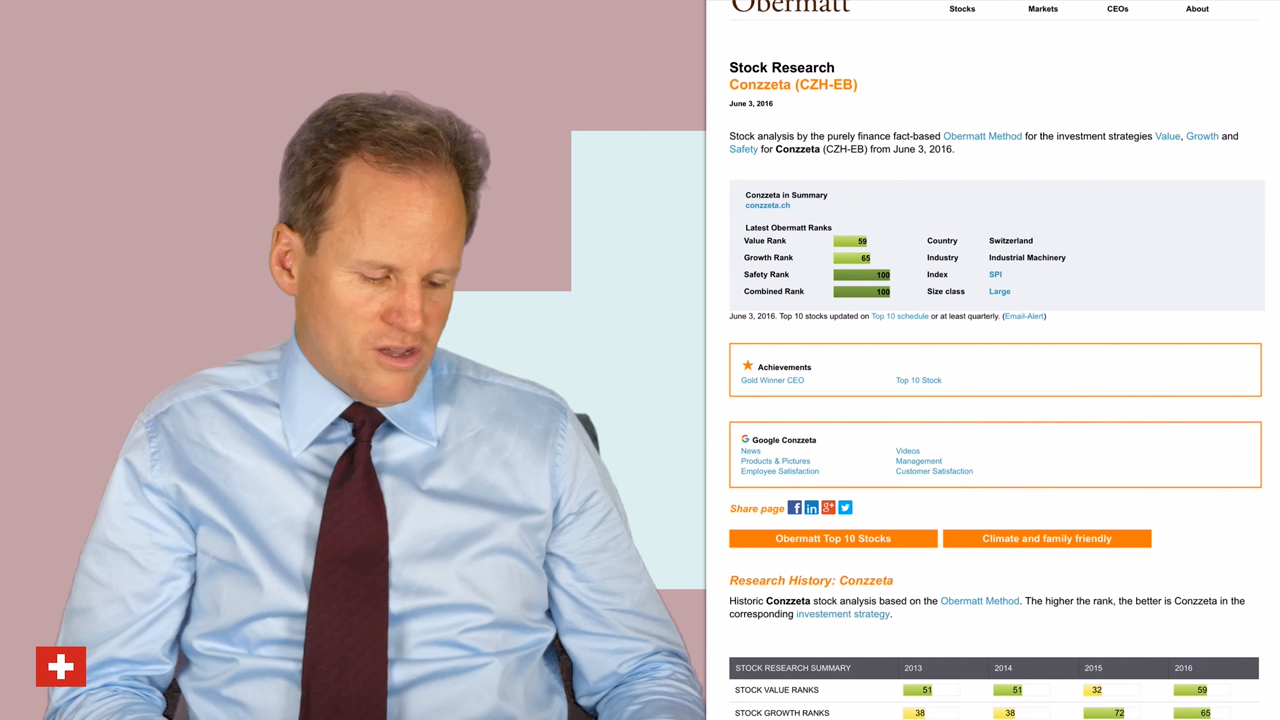 Obermatt
Stocks Markets CEOs About
Stock Research
Conzzeta (CZH-EB)
June 3, 2016
Stock analysis by the purely finance fact-based Obermatt Method for the investment strategies Value, Growth and
Safety for Conzzeta (CZH-EB) from June 3, 2016.
Conzzeta in Summary
conzzeta.ch
Latest Obermatt Ranks
Value Rank 59 Country Switzerland
Growth Rank 65 Industry Industrial Machinery
Safety Rank 100 Index SPI
Combined Rank 100 Size class Large
June 3, 2016. Top 10 stocks updated on Top 10 schedule or at least quarterly. (Email-Alert)
Achievements
Gold Winner CEO Top 10 Stock
Google Conzzeta
News Videos
Products & Pictures Management
Employee Satisfaction Customer Satisfaction
Share page
Obermatt Top 10 Stocks Climate and family friendly
Research History: Conzzeta
Historic Conzzeta stock analysis based on the Obermatt Method. The higher the rank, the better is Conzzeta in the
corresponding investement strategy.
STOCK RESEARCH SUMMARY 2013 2014 2015 2016
STOCK VALUE RANKS 51 51 32 59
STOCK GROWTH RANKS 38 38 72 65